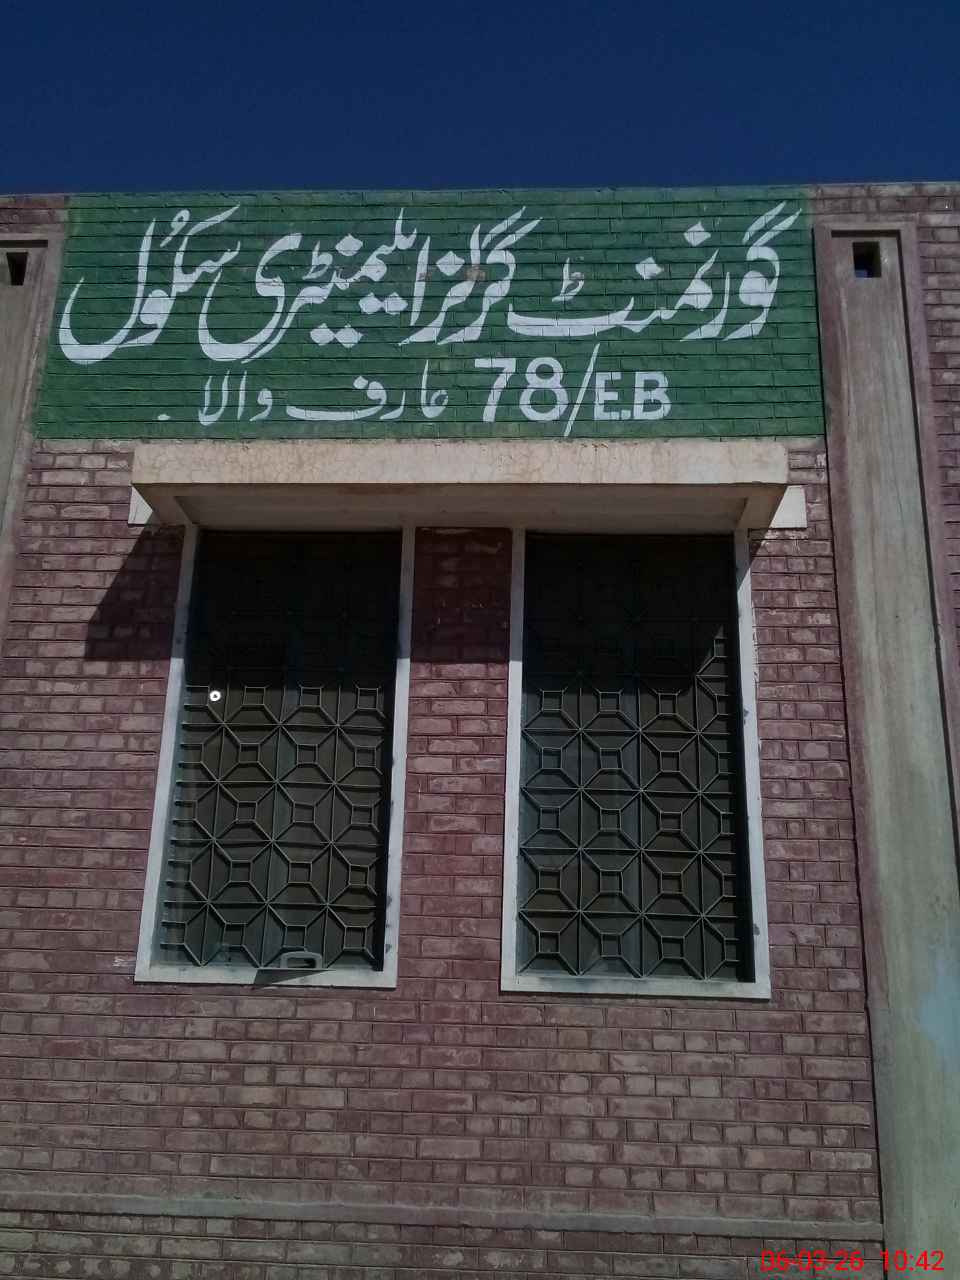 گورنمنٹ گرلز ایلیمنٹری سکول
78/E.B عارف والا
06-03-26 10:42